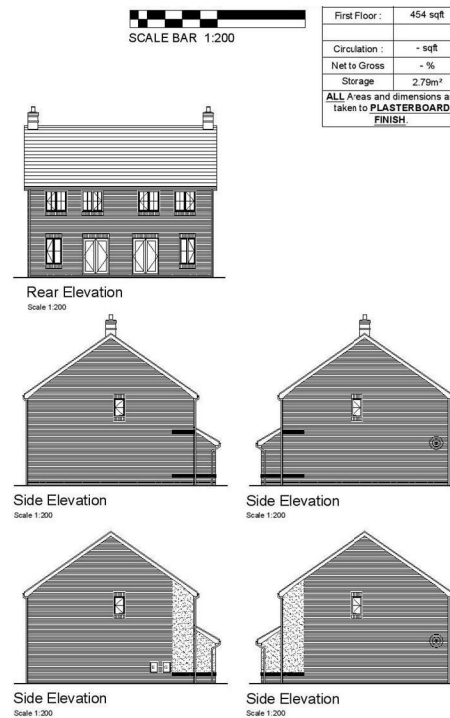 SCALE BAR 1:200
First Floor : 454 sqft
Circulation : - sqft
Net to Gross - %
Storage 2.79m²
ALL Areas and dimensions a
taken to PLASTERBOARD
FINISH.
Rear Elevation
Scale 1:200
Side Elevation
Scale 1:200
Side Elevation
Scale 1:200
Side Elevation
Scale 1:200
Side Elevation
Scale 1:200